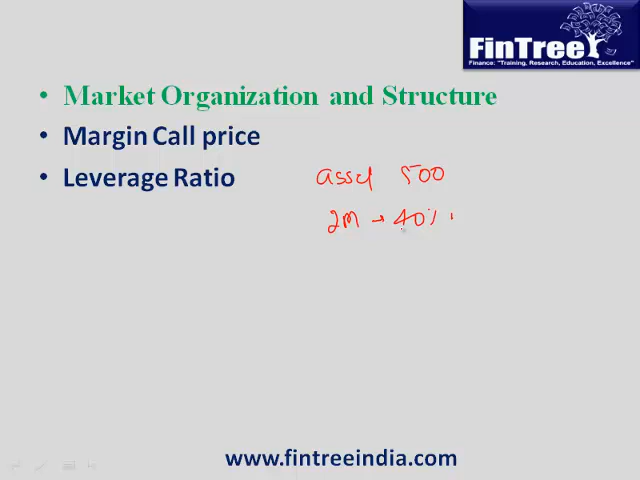 FinTree
Finance: "Training, Research, Education, Excellence"
• Market Organization and Structure
• Margin Call price
• Leverage Ratio
asset 500
2M → 40%
www.fintreeindia.com